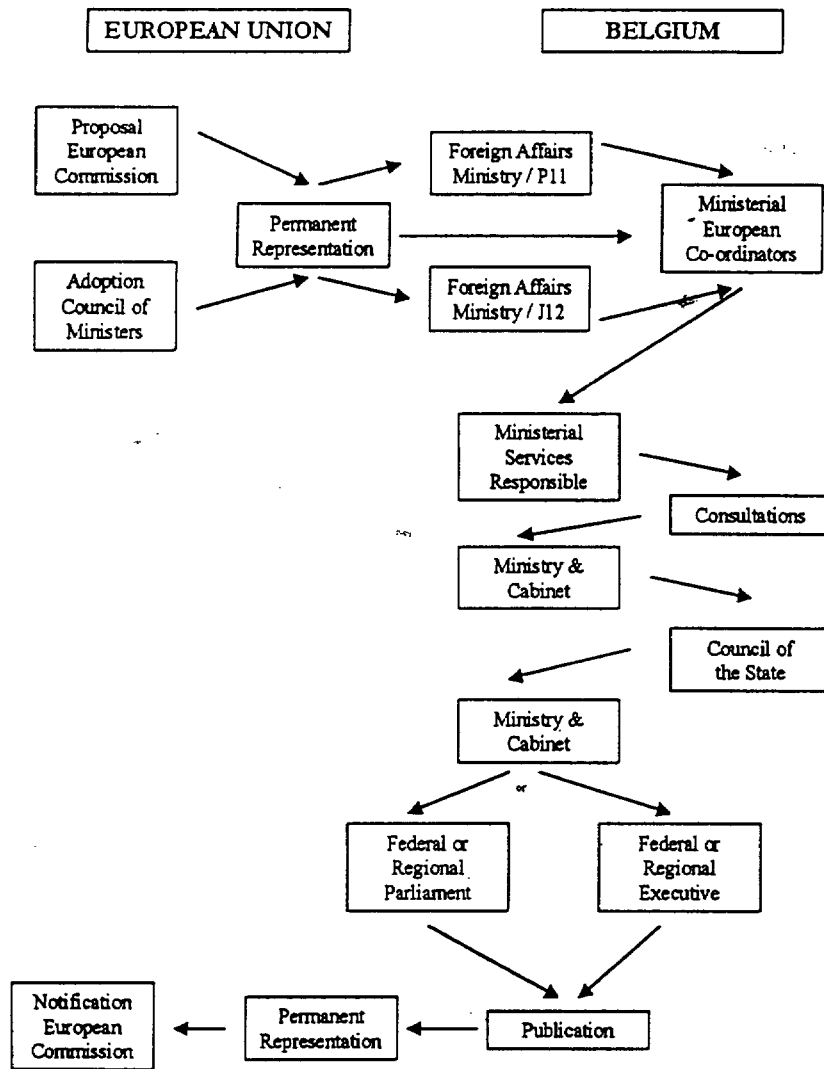 EUROPEAN UNION
BELGIUM
Proposal
European
Commission
Foreign Affairs
Ministry / P11
Ministerial
European
Co-ordinators
Permanent
Representation
Adoption
Council of
Ministers
Foreign Affairs
Ministry / J12
Ministerial
Services
Responsible
Consultations
Ministry &
Cabinet
Council of
the State
Ministry &
Cabinet
or
Federal or
Regional
Parliament
Federal or
Regional
Executive
Notification
European
Commission
Permanent
Representation
Publication